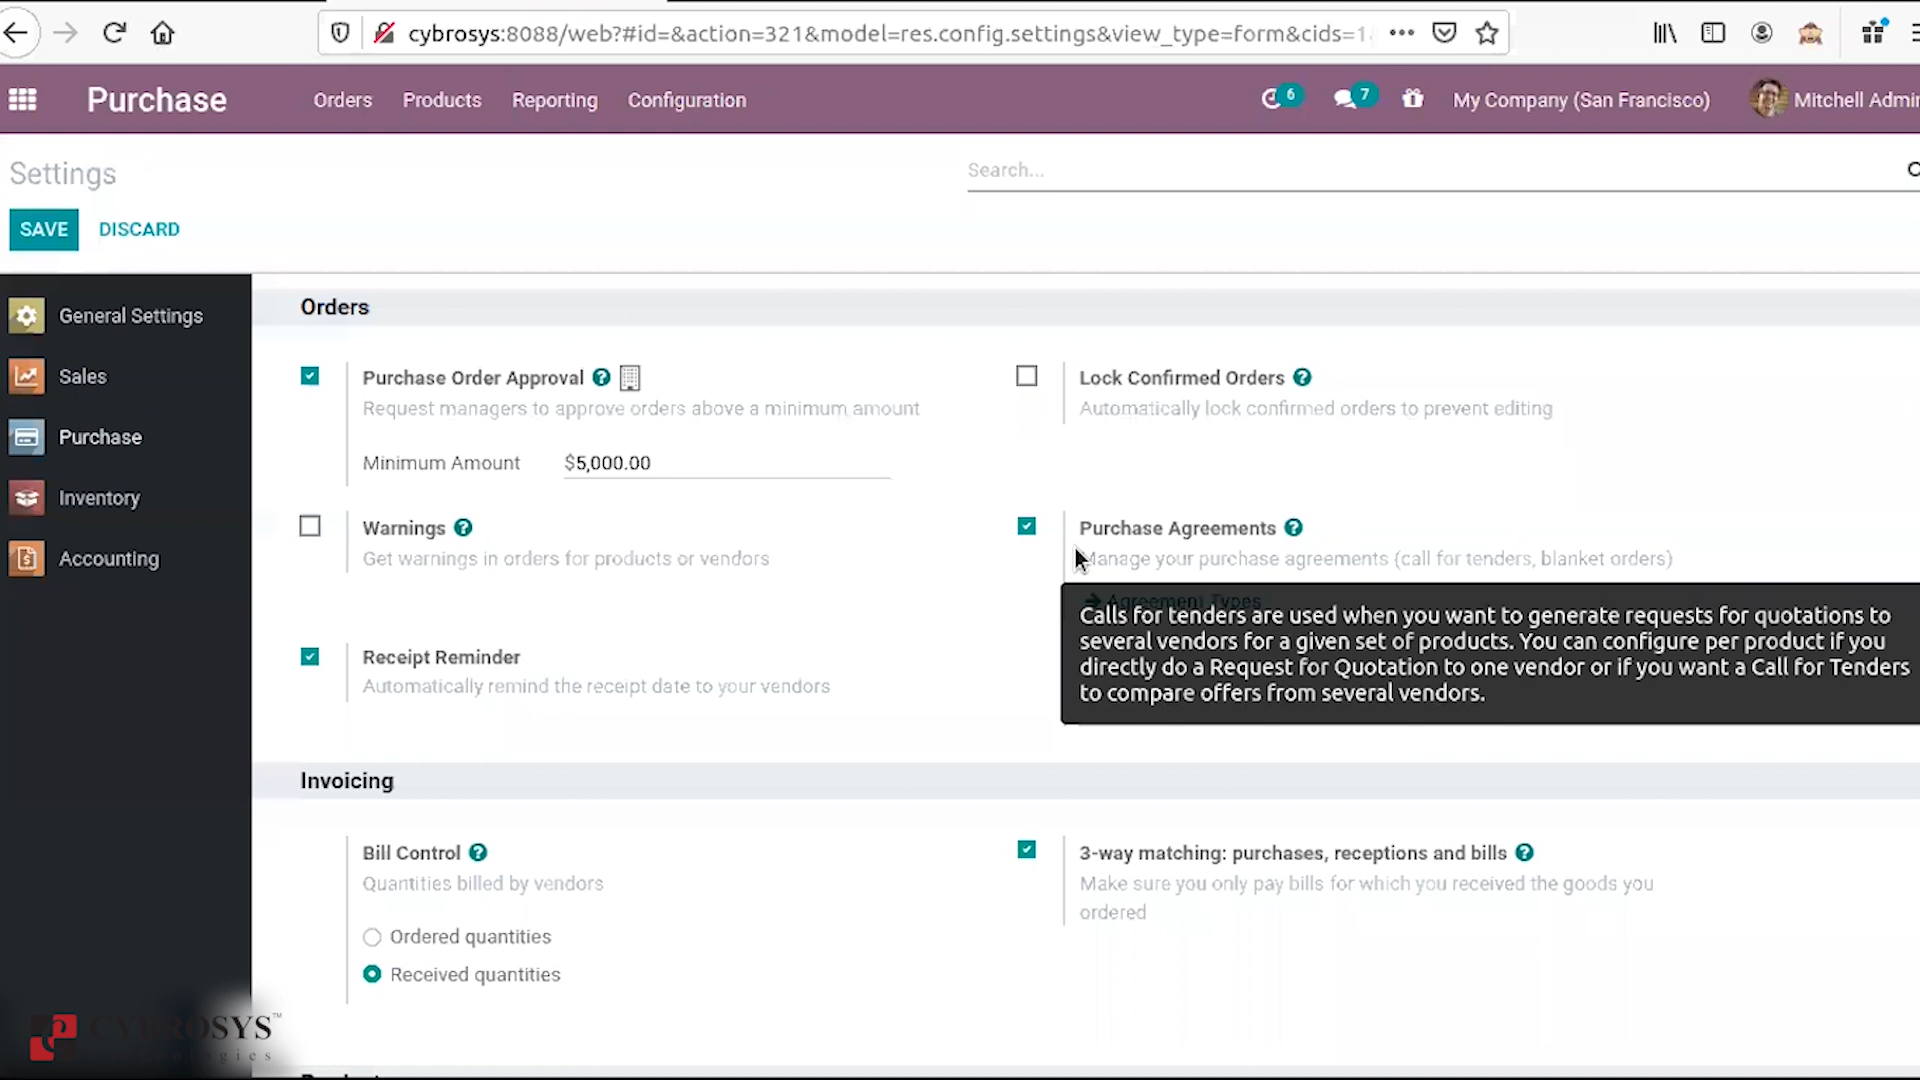 cybrosys:8088/web?#id=&action=321&model=res.config.settings&view_type=form&cids=1
Purchase
Orders
Products
Reporting
Configuration
6
7
My Company (San Francisco)
Mitchell Admin
Settings
Search...
SAVE
DISCARD
General Settings
Sales
Purchase
Inventory
Accounting
Orders
Purchase Order Approval
Request managers to approve orders above a minimum amount
Minimum Amount
$5,000.00
Lock Confirmed Orders
Automatically lock confirmed orders to prevent editing
Warnings
Get warnings in orders for products or vendors
Purchase Agreements
Manage your purchase agreements (call for tenders, blanket orders)
Agreement Types
Calls for tenders are used when you want to generate requests for quotations to
several vendors for a given set of products. You can configure per product if you
directly do a Request for Quotation to one vendor or if you want a Call for Tenders
to compare offers from several vendors.
Receipt Reminder
Automatically remind the receipt date to your vendors
Invoicing
Bill Control
Quantities billed by vendors
Ordered quantities
Received quantities
3-way matching: purchases, receptions and bills
Make sure you only pay bills for which you received the goods you
ordered
CYBROSYS™